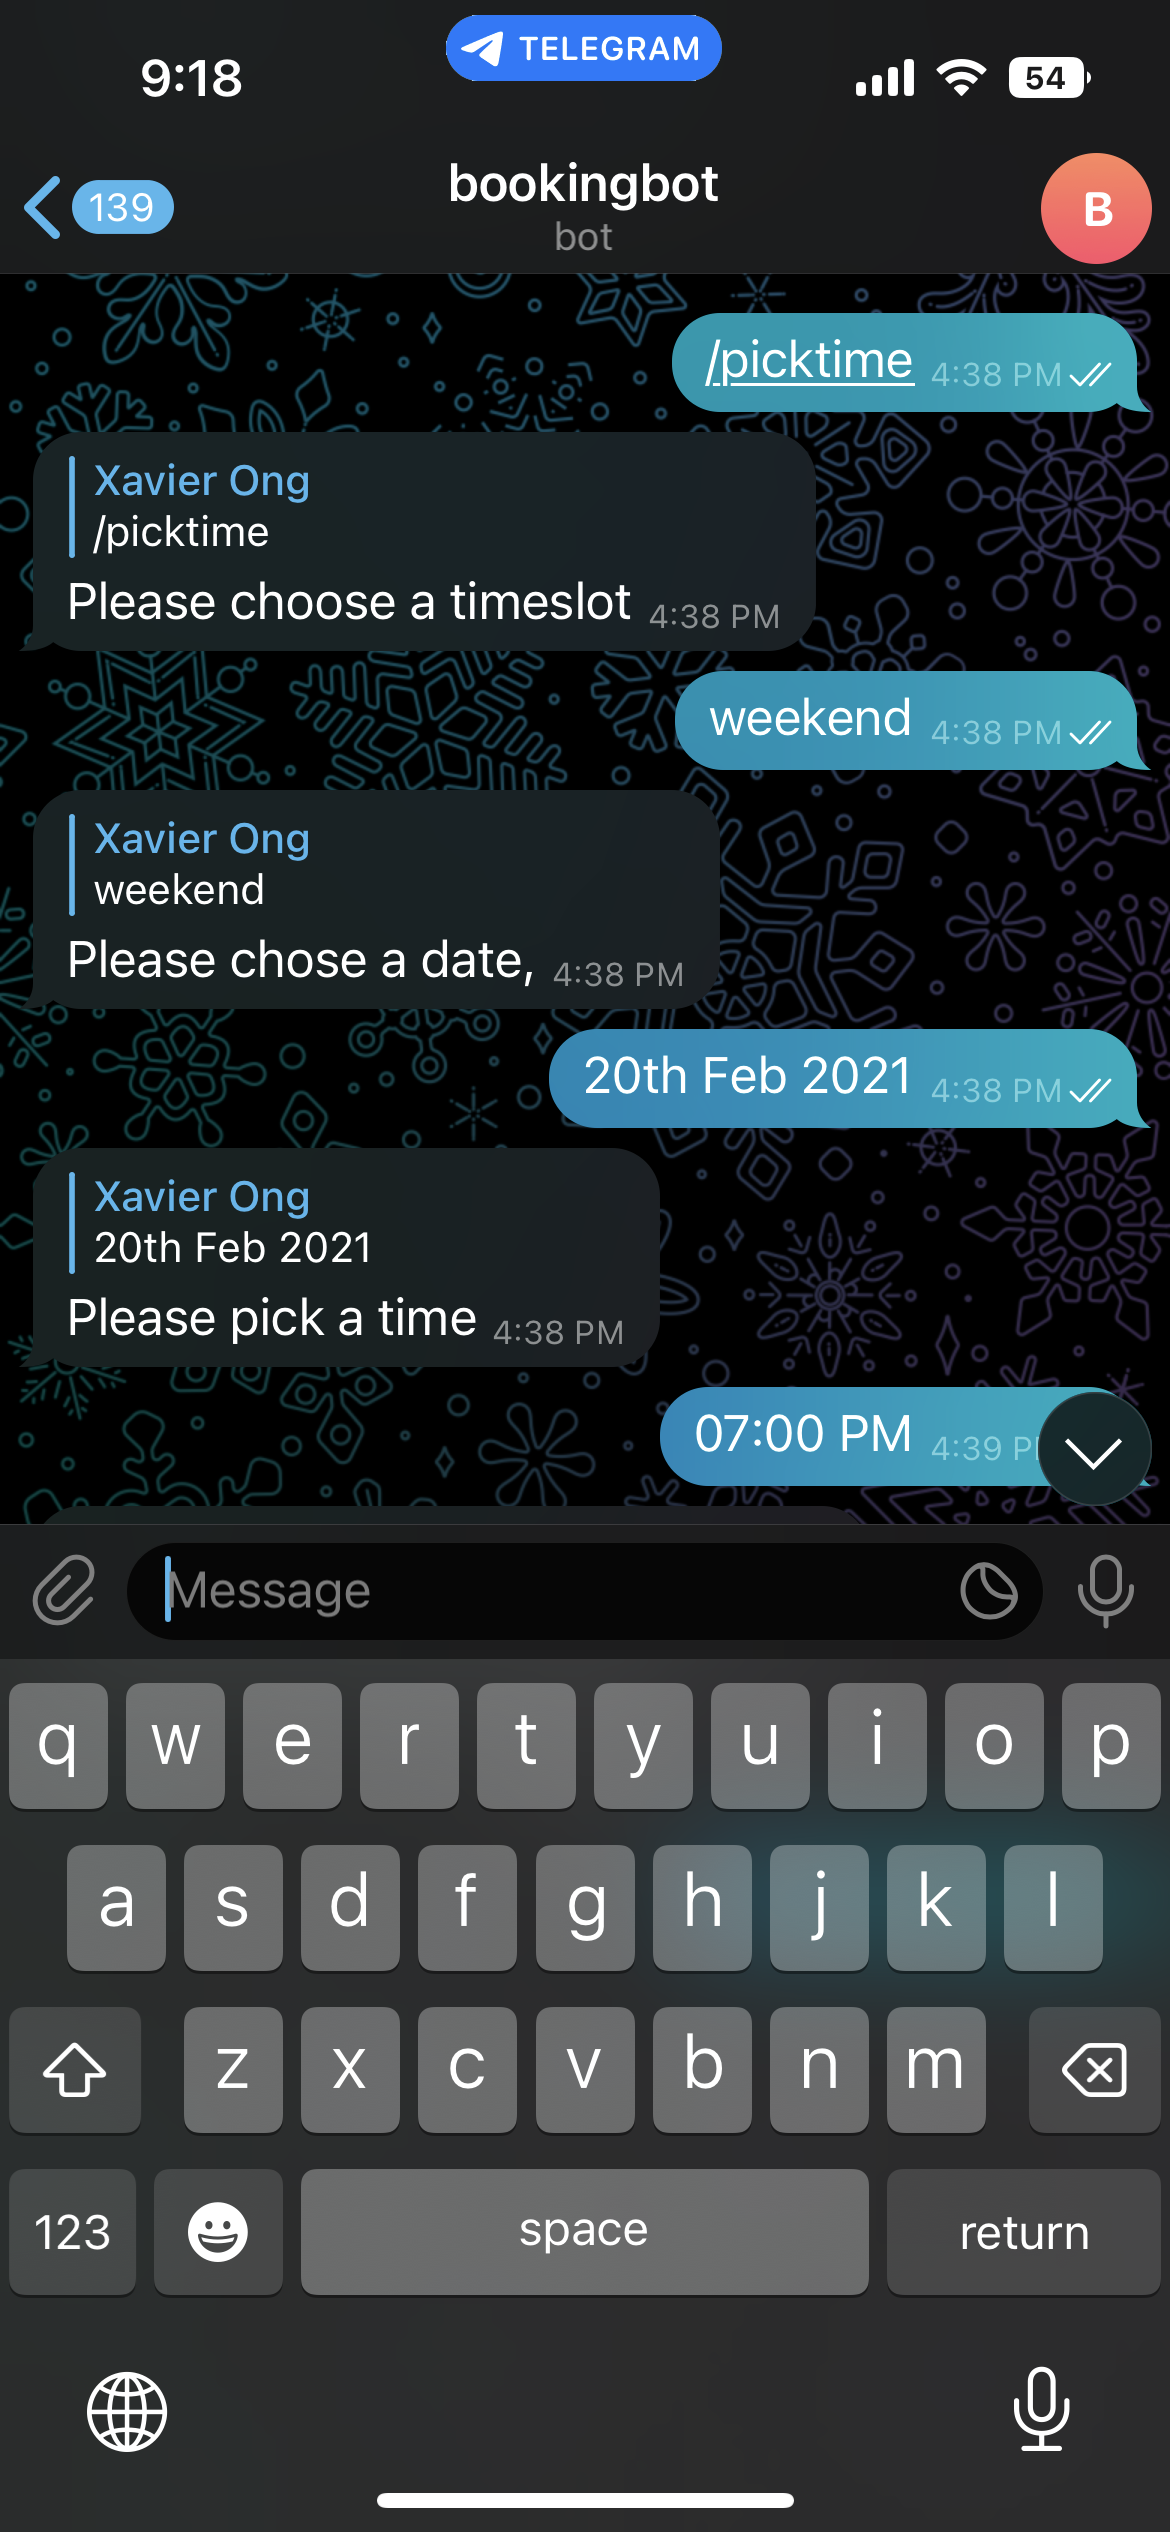 TELEGRAM
9:18
54
139
bookingbot
bot
B
/picktime 4:38 PM
Xavier Ong
/picktime
Please choose a timeslot 4:38 PM
weekend 4:38 PM
Xavier Ong
weekend
Please chose a date, 4:38 PM
20th Feb 2021 4:38 PM
Xavier Ong
20th Feb 2021
Please pick a time 4:38 PM
07:00 PM 4:39 P
Message
q w e r t y u i o p
a s d f g h j k l
z x c v b n m
123 space return